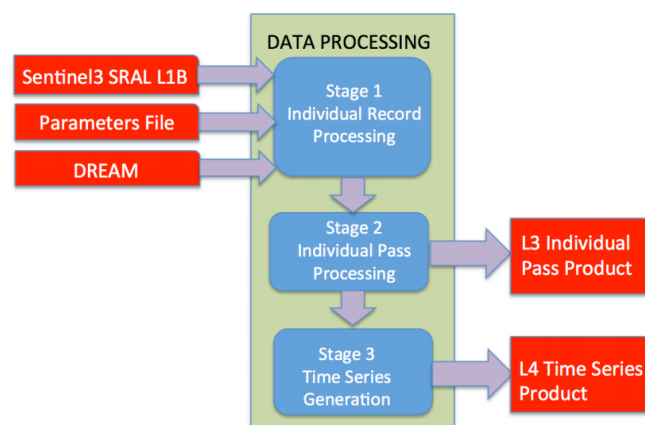 DATA PROCESSING
Sentinel3 SRAL L1B
Parameters File
DREAM
Stage 1
Individual Record
Processing
Stage 2
Individual Pass
Processing
L3 Individual
Pass Product
Stage 3
Time Series
Generation
L4 Time Series
Product